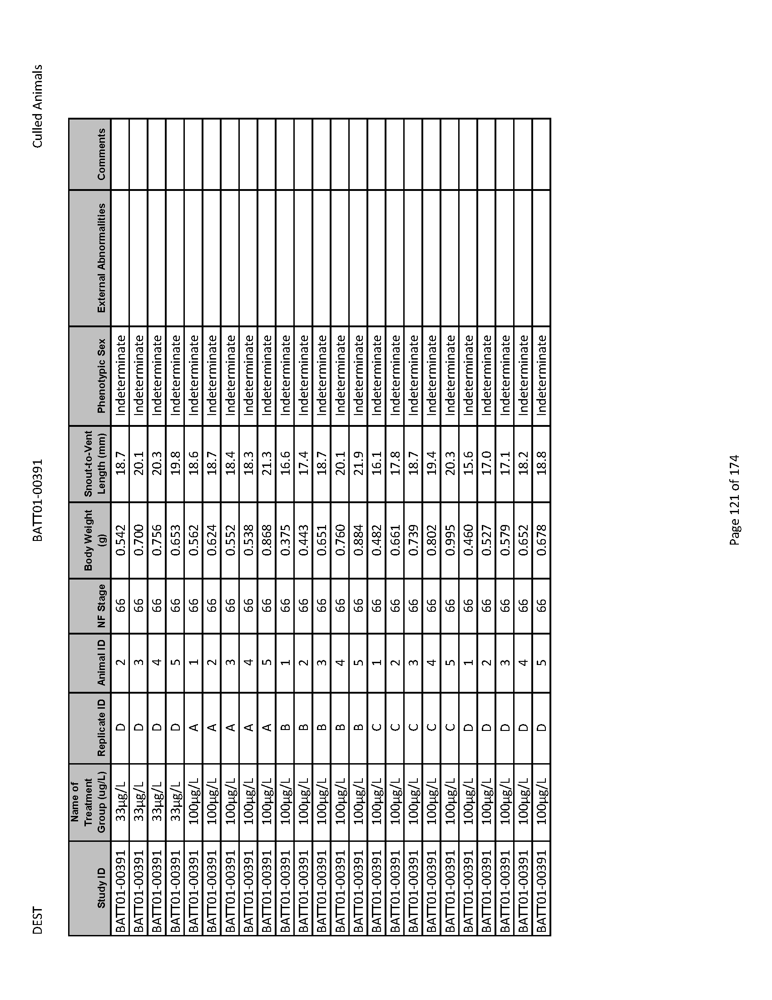 DEST BATT01-00391 Culled Animals
Study ID Name of Treatment Group (ug/L) Replicate ID Animal ID NF Stage Body Weight (g) Snout-to-Vent Length (mm) Phenotypic Sex External Abnormalities Comments
BATT01-00391 33µg/L D 2 66 0.542 18.7 Indeterminate
BATT01-00391 33µg/L D 3 66 0.700 20.1 Indeterminate
BATT01-00391 33µg/L D 4 66 0.756 20.3 Indeterminate
BATT01-00391 33µg/L D 5 66 0.653 19.8 Indeterminate
BATT01-00391 100µg/L A 1 66 0.562 18.6 Indeterminate
BATT01-00391 100µg/L A 2 66 0.624 18.7 Indeterminate
BATT01-00391 100µg/L A 3 66 0.552 18.4 Indeterminate
BATT01-00391 100µg/L A 4 66 0.538 18.3 Indeterminate
BATT01-00391 100µg/L A 5 66 0.868 21.3 Indeterminate
BATT01-00391 100µg/L B 1 66 0.375 16.6 Indeterminate
BATT01-00391 100µg/L B 2 66 0.443 17.4 Indeterminate
BATT01-00391 100µg/L B 3 66 0.651 18.7 Indeterminate
BATT01-00391 100µg/L B 4 66 0.760 20.1 Indeterminate
BATT01-00391 100µg/L B 5 66 0.884 21.9 Indeterminate
BATT01-00391 100µg/L C 1 66 0.482 16.1 Indeterminate
BATT01-00391 100µg/L C 2 66 0.661 17.8 Indeterminate
BATT01-00391 100µg/L C 3 66 0.739 18.7 Indeterminate
BATT01-00391 100µg/L C 4 66 0.802 19.4 Indeterminate
BATT01-00391 100µg/L C 5 66 0.995 20.3 Indeterminate
BATT01-00391 100µg/L D 1 66 0.460 15.6 Indeterminate
BATT01-00391 100µg/L D 2 66 0.527 17.0 Indeterminate
BATT01-00391 100µg/L D 3 66 0.579 17.1 Indeterminate
BATT01-00391 100µg/L D 4 66 0.652 18.2 Indeterminate
BATT01-00391 100µg/L D 5 66 0.678 18.8 Indeterminate
Page 121 of 174